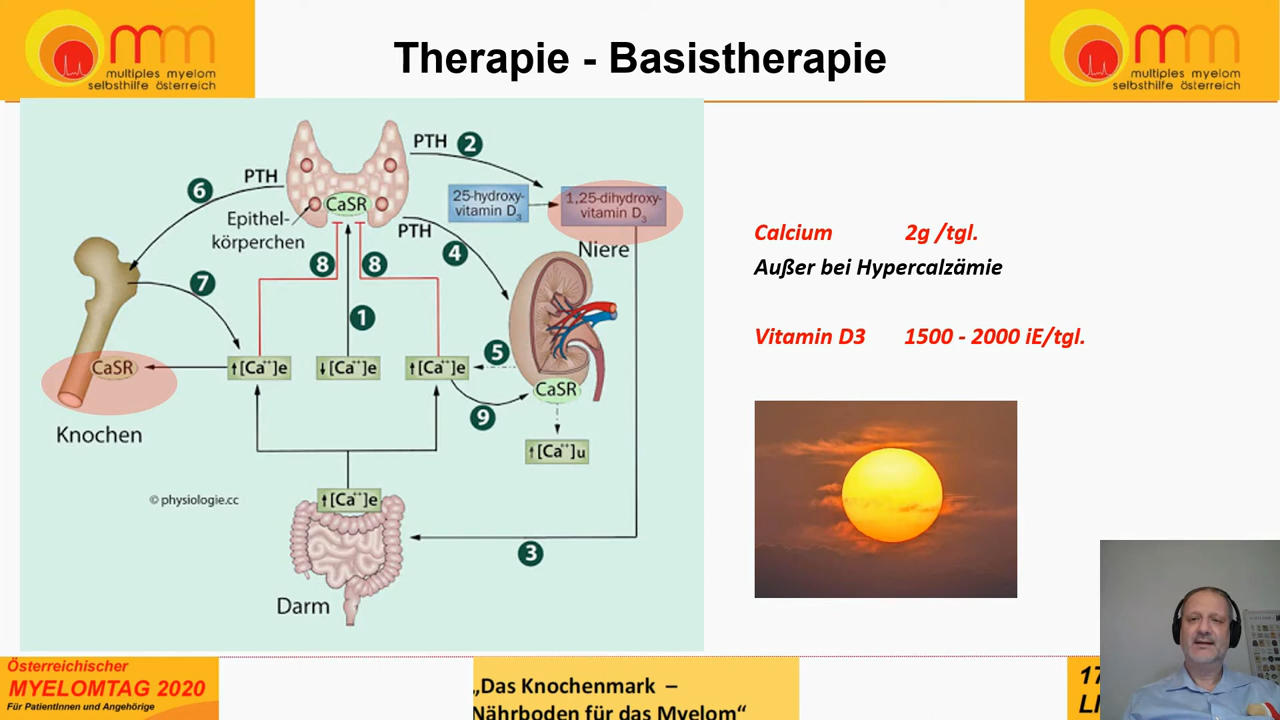 multiples myelom
selbsthilfe österreich
Therapie - Basistherapie
multiples myelom
selbsthilfe österreich
PTH
2
PTH
6
25-hydroxy-
vitamin D3
1,25-dihydroxy-
vitamin D3
CaSR
Epithel-
körperchen
PTH
4
Niere
8
8
7
1
5
CaSR
↑[Ca++]e
↓[Ca++]e
↑[Ca++]e
CaSR
9
Knochen
↑[Ca++]u
© physiologie.cc
↑[Ca++]e
3
Darm
Calcium 2g /tgl.
Außer bei Hypercalzämie
Vitamin D3 1500 - 2000 iE/tgl.
Österreichischer
MYELOMTAG 2020
Für PatientInnen und Angehörige
„Das Knochenmark –
Nährboden für das Myelom“
17